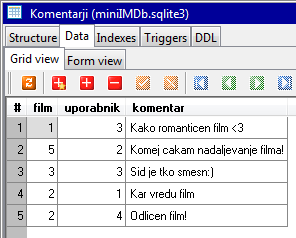 Komentarji (miniIMDb.sqlite3)
Structure Data Indexes Triggers DDL
Grid view Form view
# film uporabnik komentar
1 1 3 Kako romanticen film <3
2 5 2 Komej cakam nadaljevanje filma!
3 3 3 Sid je tko smesn:)
4 2 1 Kar vredu film
5 2 4 Odlicen film!